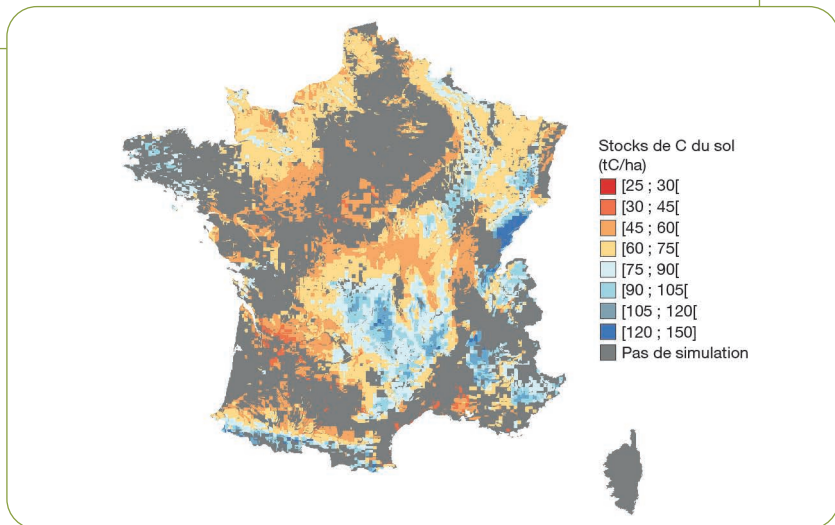 Stocks de C du sol
(tC/ha)
[25 ; 30[
[30 ; 45[
[45 ; 60[
[60 ; 75[
[75 ; 90[
[90 ; 105[
[105 ; 120[
[120 ; 150]
Pas de simulation